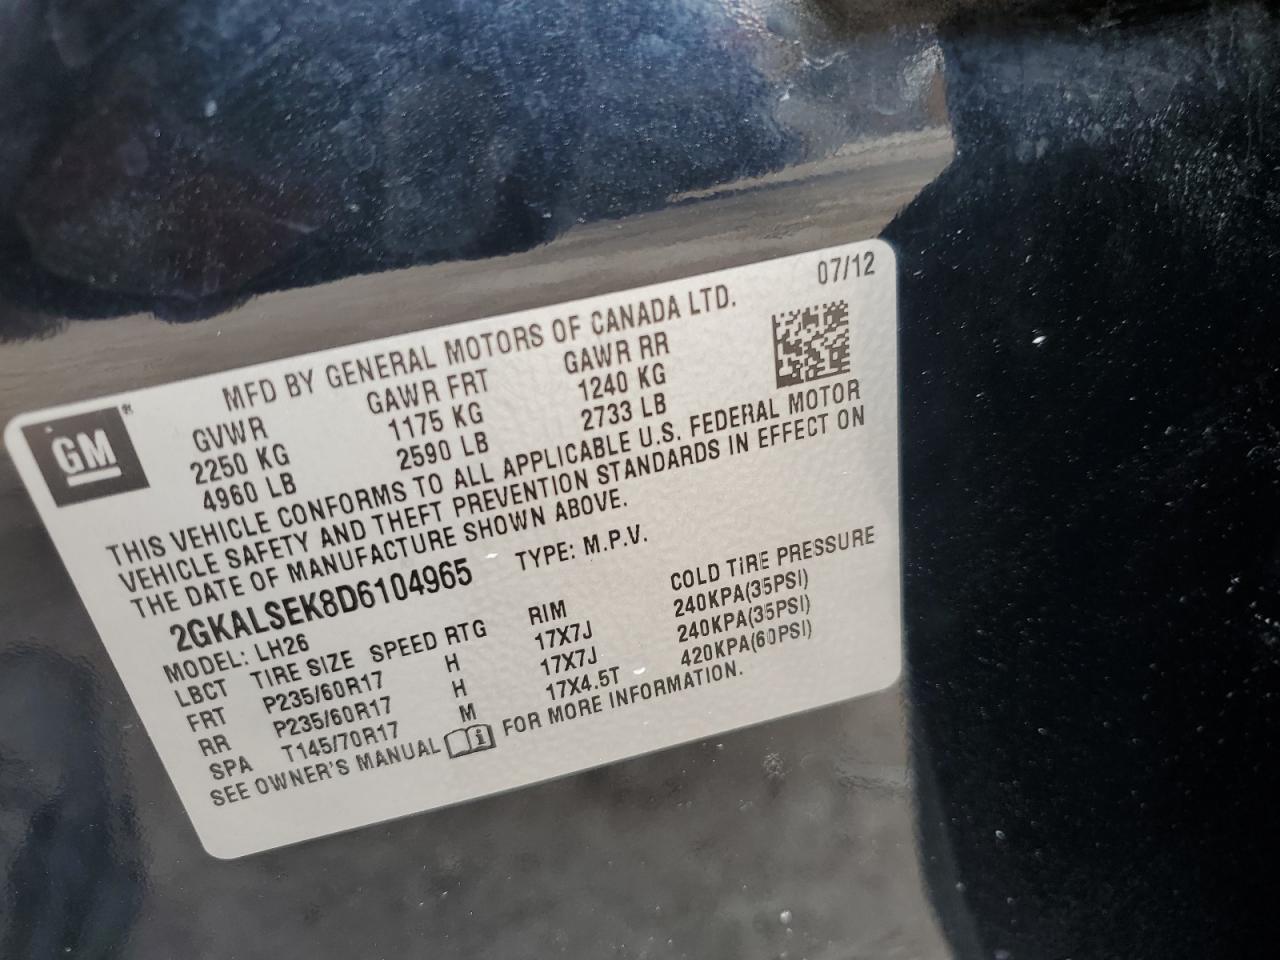 07/12
GM
MFD BY GENERAL MOTORS OF CANADA LTD.
GVWR GAWR FRT GAWR RR
2250 KG 1175 KG 1240 KG
4960 LB 2590 LB 2733 LB
THIS VEHICLE CONFORMS TO ALL APPLICABLE U.S. FEDERAL MOTOR
VEHICLE SAFETY AND THEFT PREVENTION STANDARDS IN EFFECT ON
THE DATE OF MANUFACTURE SHOWN ABOVE.
2GKALSEK8D6104965 TYPE: M.P.V.
MODEL: LH26
LBCT TIRE SIZE SPEED RTG RIM COLD TIRE PRESSURE
FRT P235/60R17 H 17X7J 240KPA(35PSI)
RR P235/60R17 H 17X7J 240KPA(35PSI)
SPA T145/70R17 M 17X4.5T 420KPA(60PSI)
SEE OWNER'S MANUAL i FOR MORE INFORMATION.